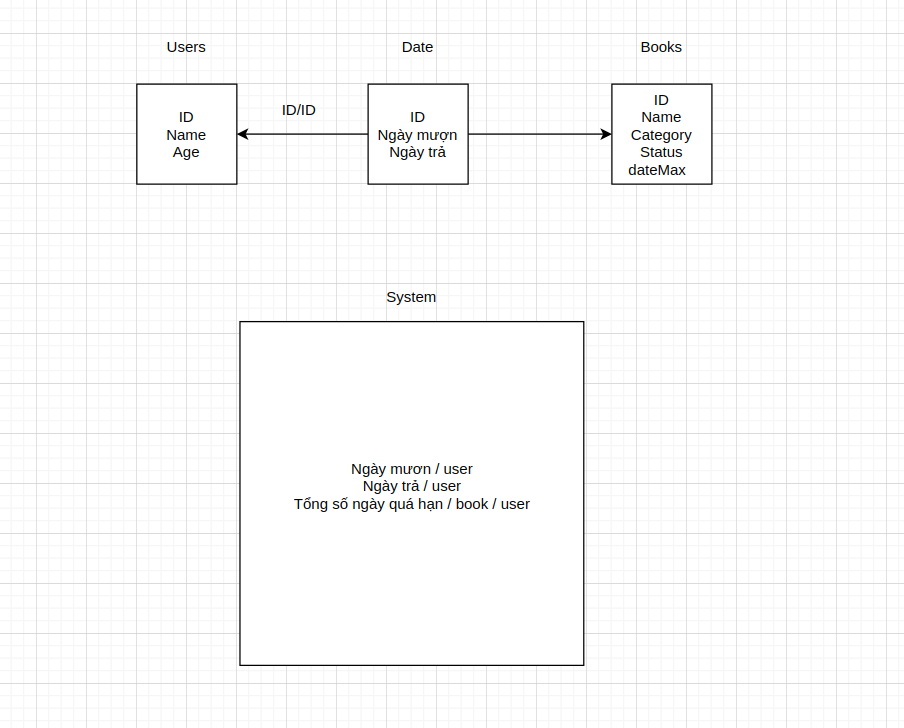 Users
Date
Books
ID
Name
Age
ID/ID
ID
Ngày mượn
Ngày trả
ID
Name
Category
Status
dateMax
System
Ngày mươn / user
Ngày trả / user
Tổng số ngày quá hạn / book / user